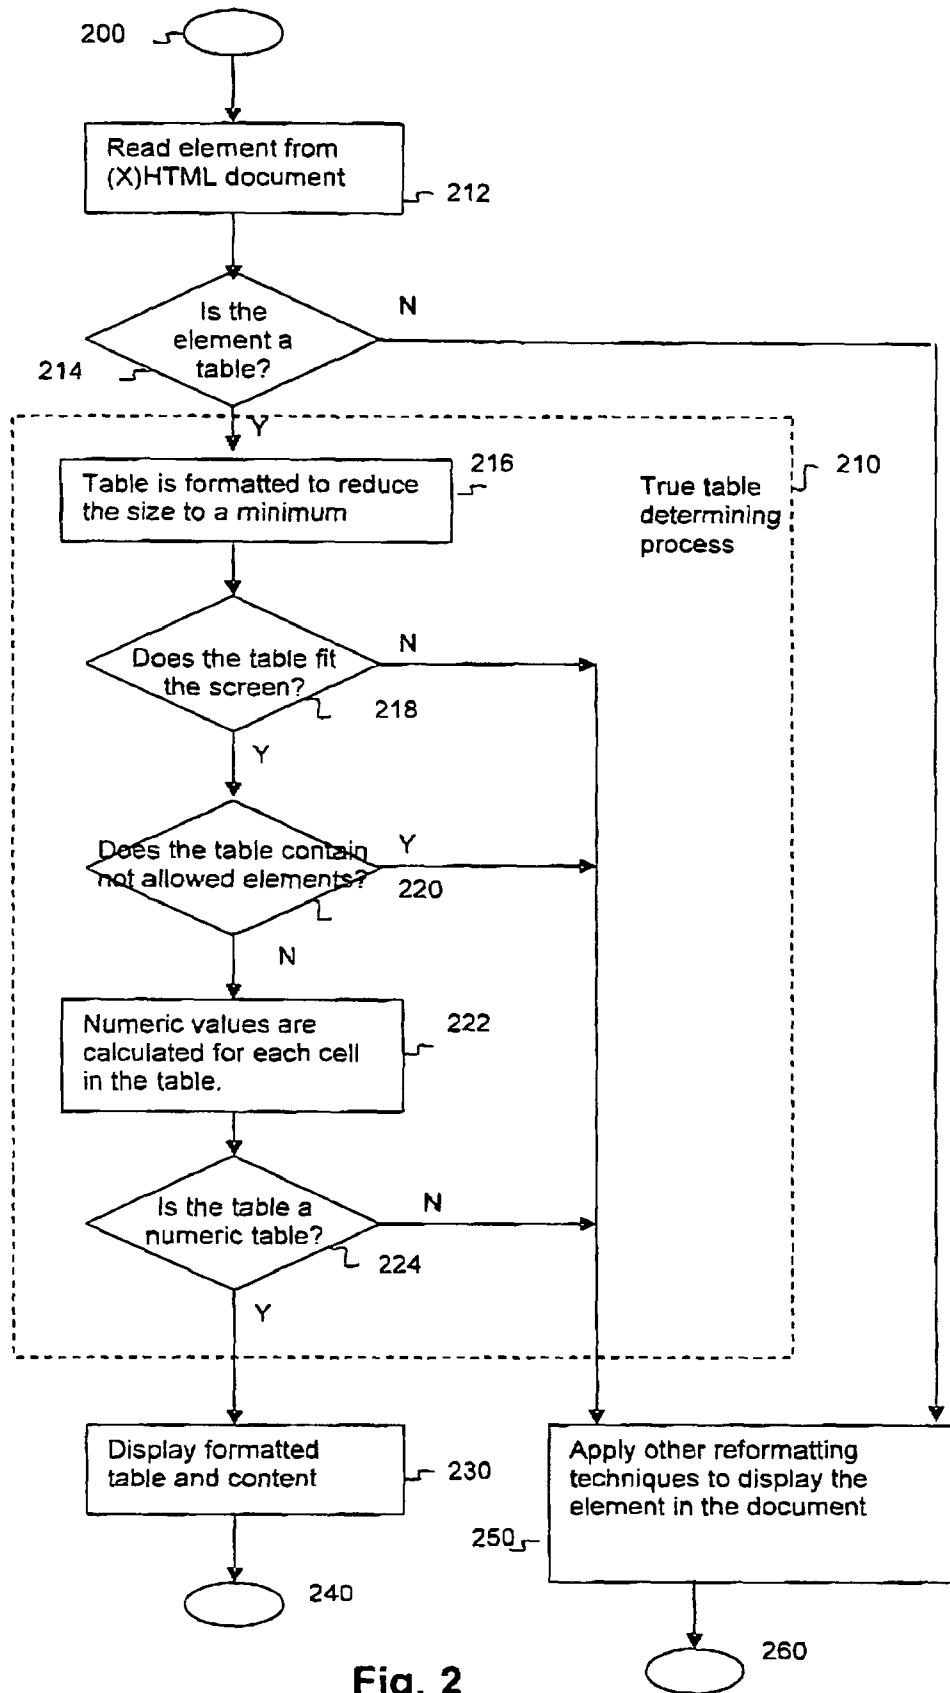 200
Read element from
(X)HTML document
212
Is the
element a
table?
N
214
Y
216
210
Table is formatted to reduce
the size to a minimum
True table
determining
process
Does the table fit
the screen?
N
218
Y
Does the table contain
not allowed elements?
Y
220
N
Numeric values are
calculated for each cell
in the table.
222
Is the table a
numeric table?
N
224
Y
Display formatted
table and content
230
Apply other reformatting
techniques to display the
element in the document
250
240
260
Fig. 2